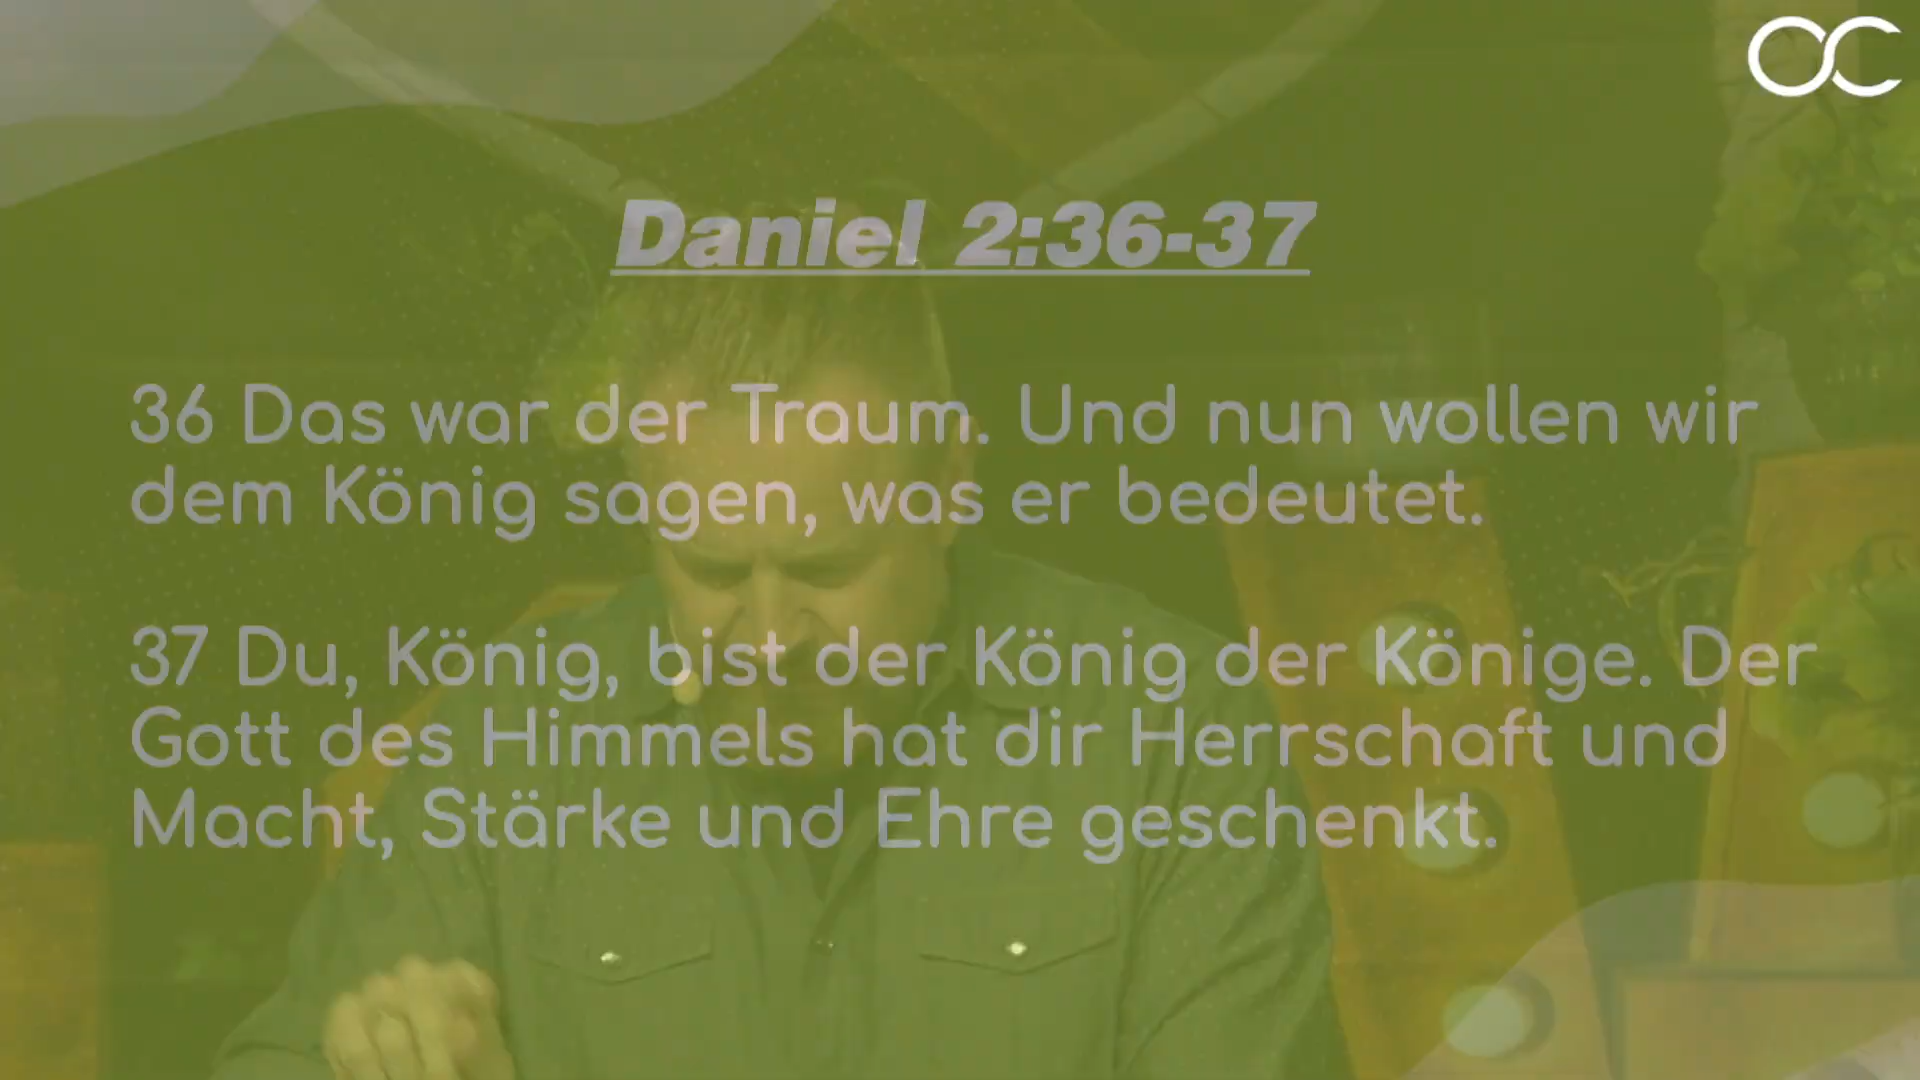 OC
Daniel 2:36-37
36 Das war der Traum. Und nun wollen wir
dem König sagen, was er bedeutet.
37 Du, König, bist der König der Könige. Der
Gott des Himmels hat dir Herrschaft und
Macht, Stärke und Ehre geschenkt.